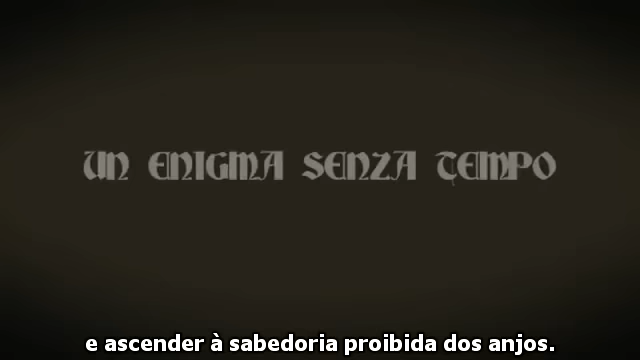 UN ENIGMA SENZA TEMPO
e ascender à sabedoria proibida dos anjos.